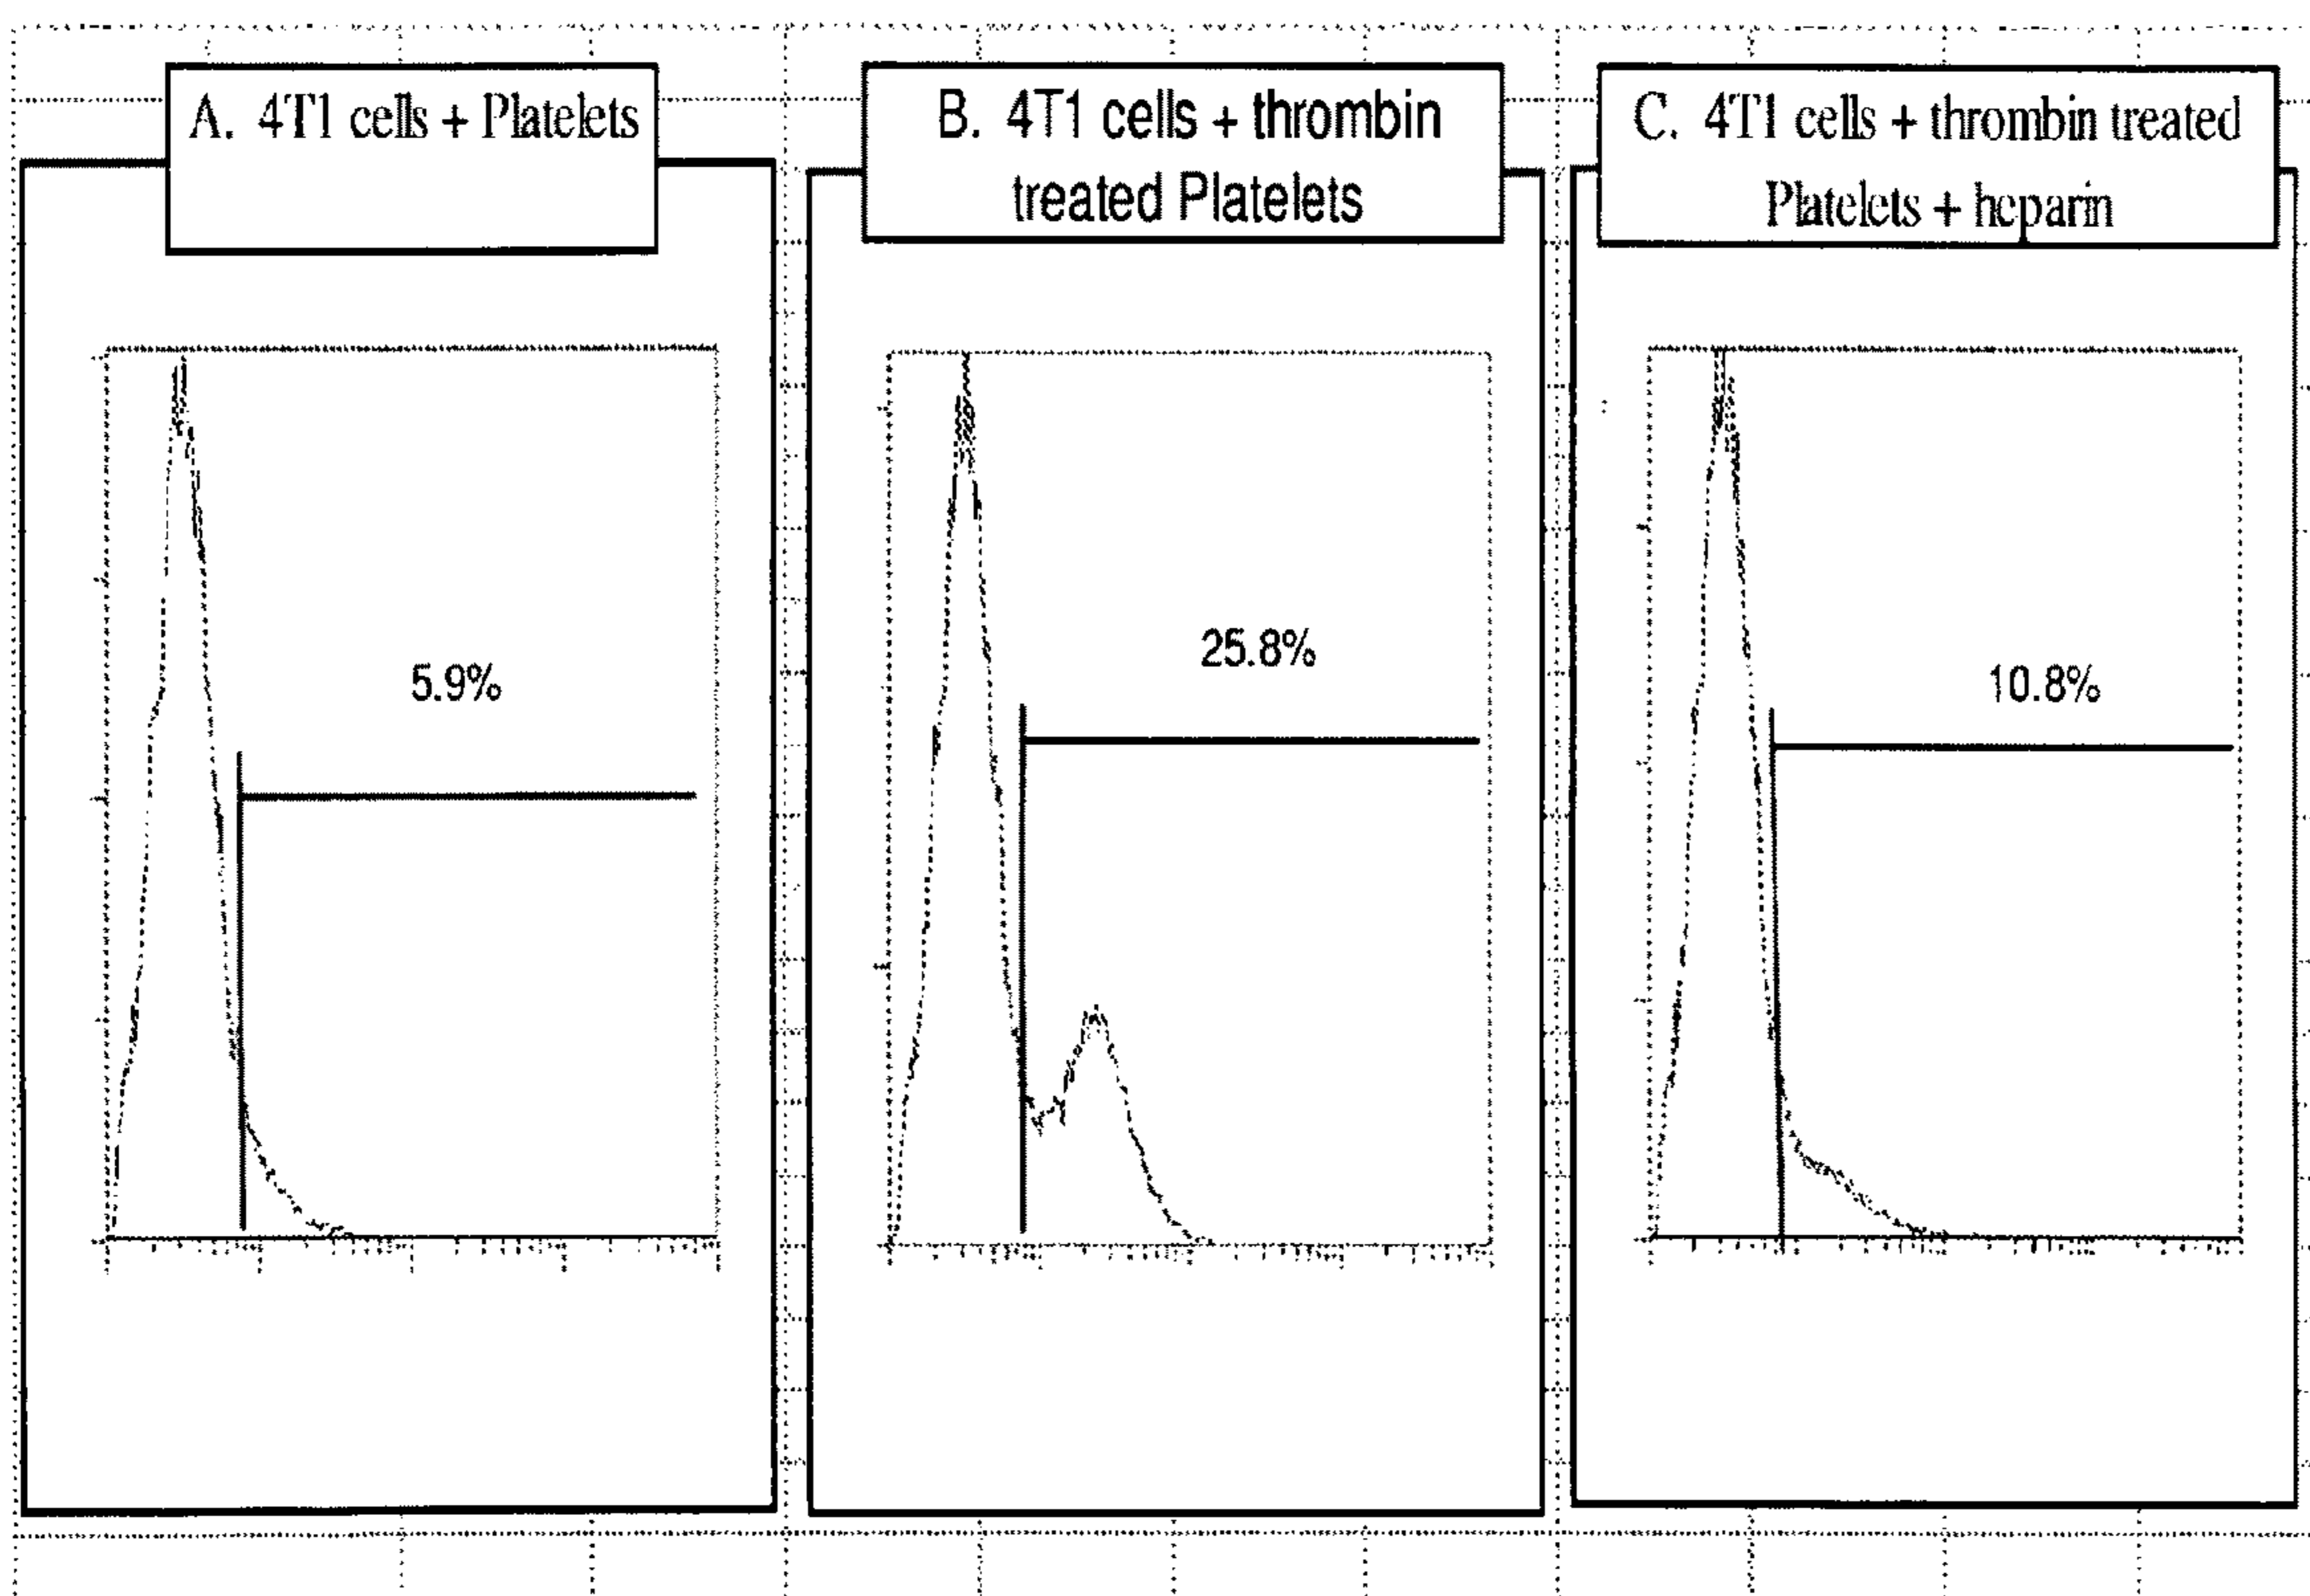 A. 4T1 cells + Platelets
B. 4T1 cells + thrombin
treated Platelets
C. 4T1 cells + thrombin treated
Platelets + heparin
5.9%
25.8%
10.8%